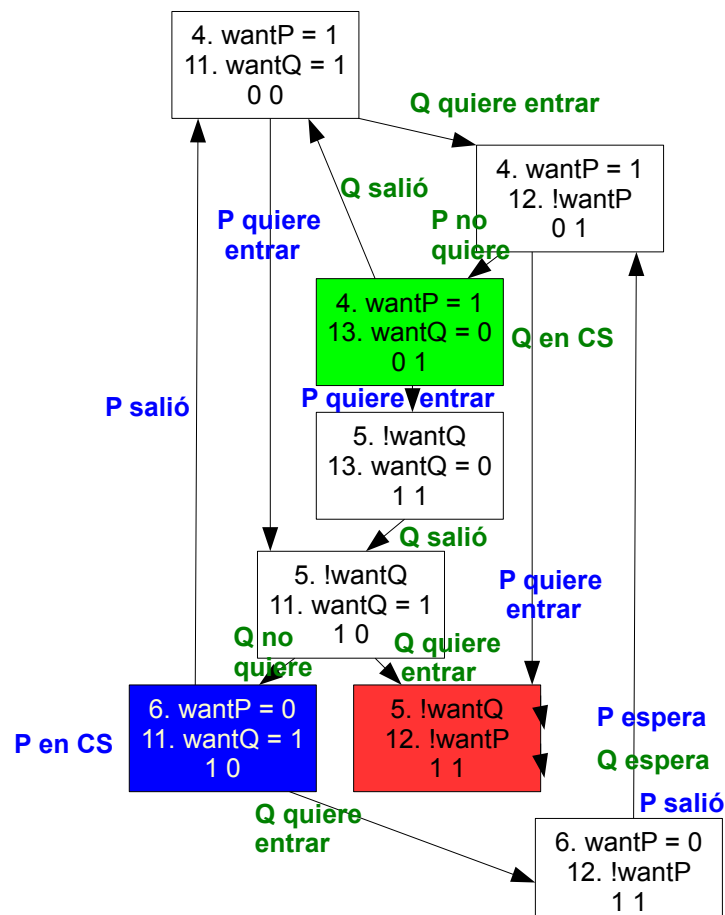 4. wantP = 1
11. wantQ = 1
0 0
Q quiere entrar
4. wantP = 1
12. !wantP
0 1
Q salió
P quiere
entrar
P no
quiere
4. wantP = 1
13. wantQ = 0
0 1
Q en CS
P salió
P quiere entrar
5. !wantQ
13. wantQ = 0
1 1
Q salió
5. !wantQ
11. wantQ = 1
1 0
P quiere
entrar
Q no
quiere
Q quiere
entrar
P en CS
6. wantP = 0
11. wantQ = 1
1 0
5. !wantQ
12. !wantP
1 1
P espera
Q espera
P salió
Q quiere
entrar
6. wantP = 0
12. !wantP
1 1